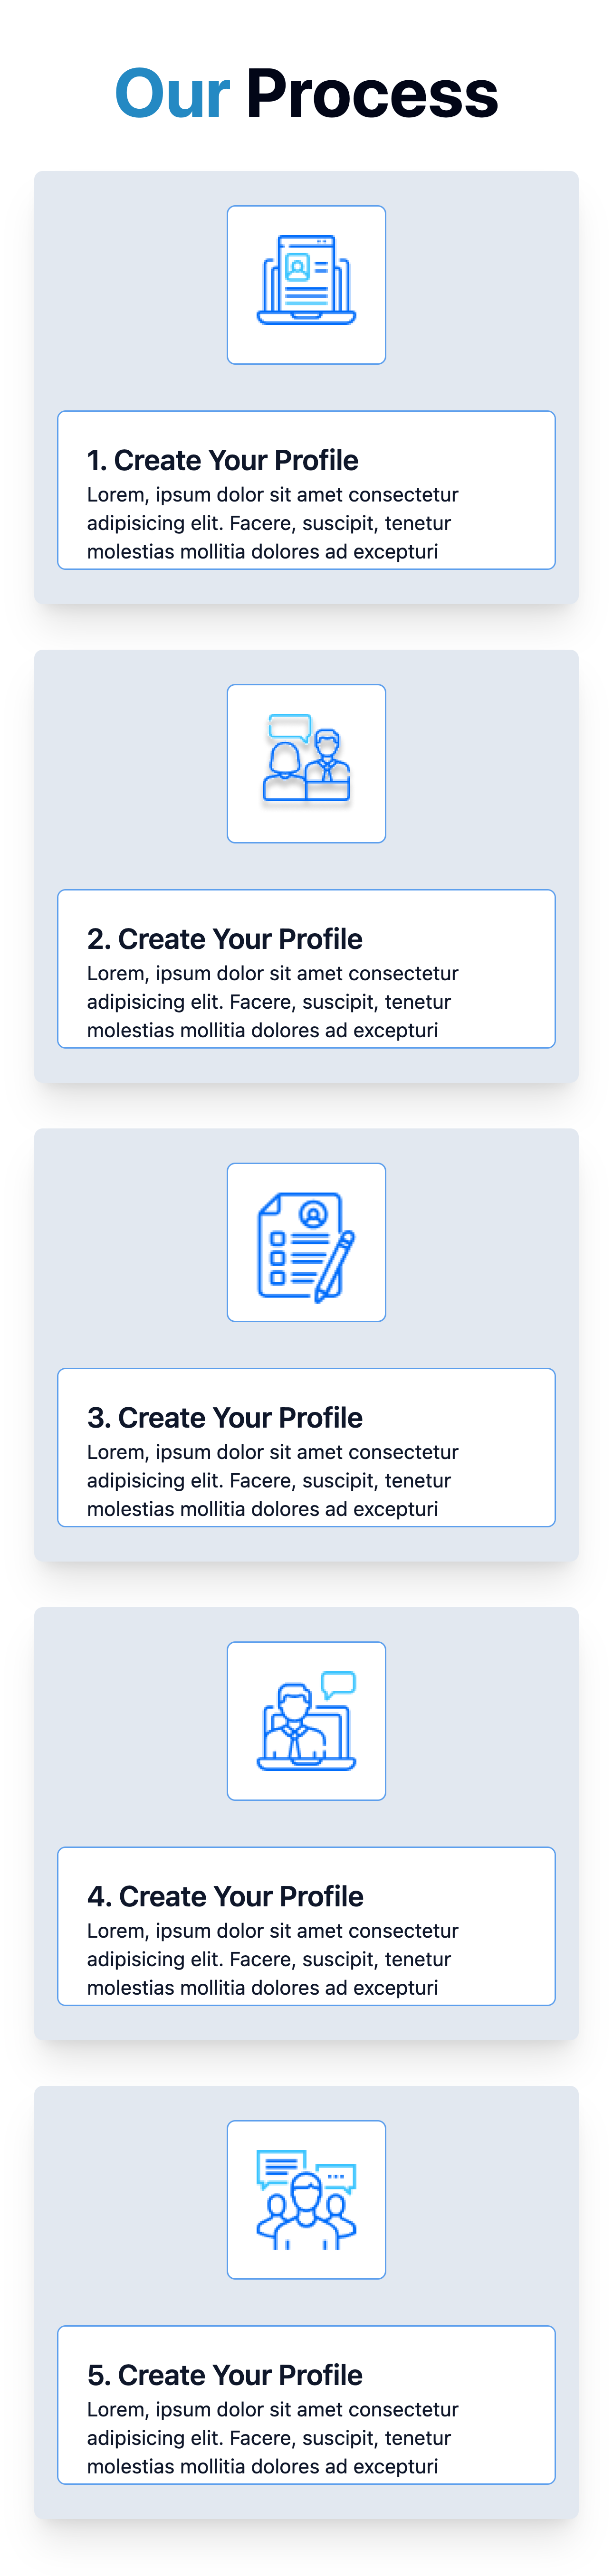 Our Process
1. Create Your Profile
Lorem, ipsum dolor sit amet consectetur
adipisicing elit. Facere, suscipit, tenetur
molestias mollitia dolores ad excepturi
2. Create Your Profile
Lorem, ipsum dolor sit amet consectetur
adipisicing elit. Facere, suscipit, tenetur
molestias mollitia dolores ad excepturi
3. Create Your Profile
Lorem, ipsum dolor sit amet consectetur
adipisicing elit. Facere, suscipit, tenetur
molestias mollitia dolores ad excepturi
4. Create Your Profile
Lorem, ipsum dolor sit amet consectetur
adipisicing elit. Facere, suscipit, tenetur
molestias mollitia dolores ad excepturi
5. Create Your Profile
Lorem, ipsum dolor sit amet consectetur
adipisicing elit. Facere, suscipit, tenetur
molestias mollitia dolores ad excepturi